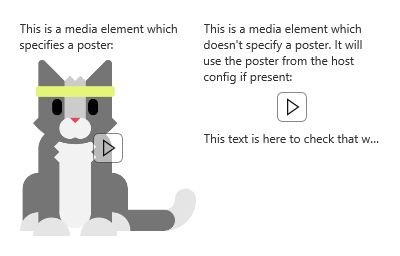 This is a media element which
specifies a poster:
This is a media element which
doesn't specify a poster. It will
use the poster from the host
config if present:
This text is here to check that w...